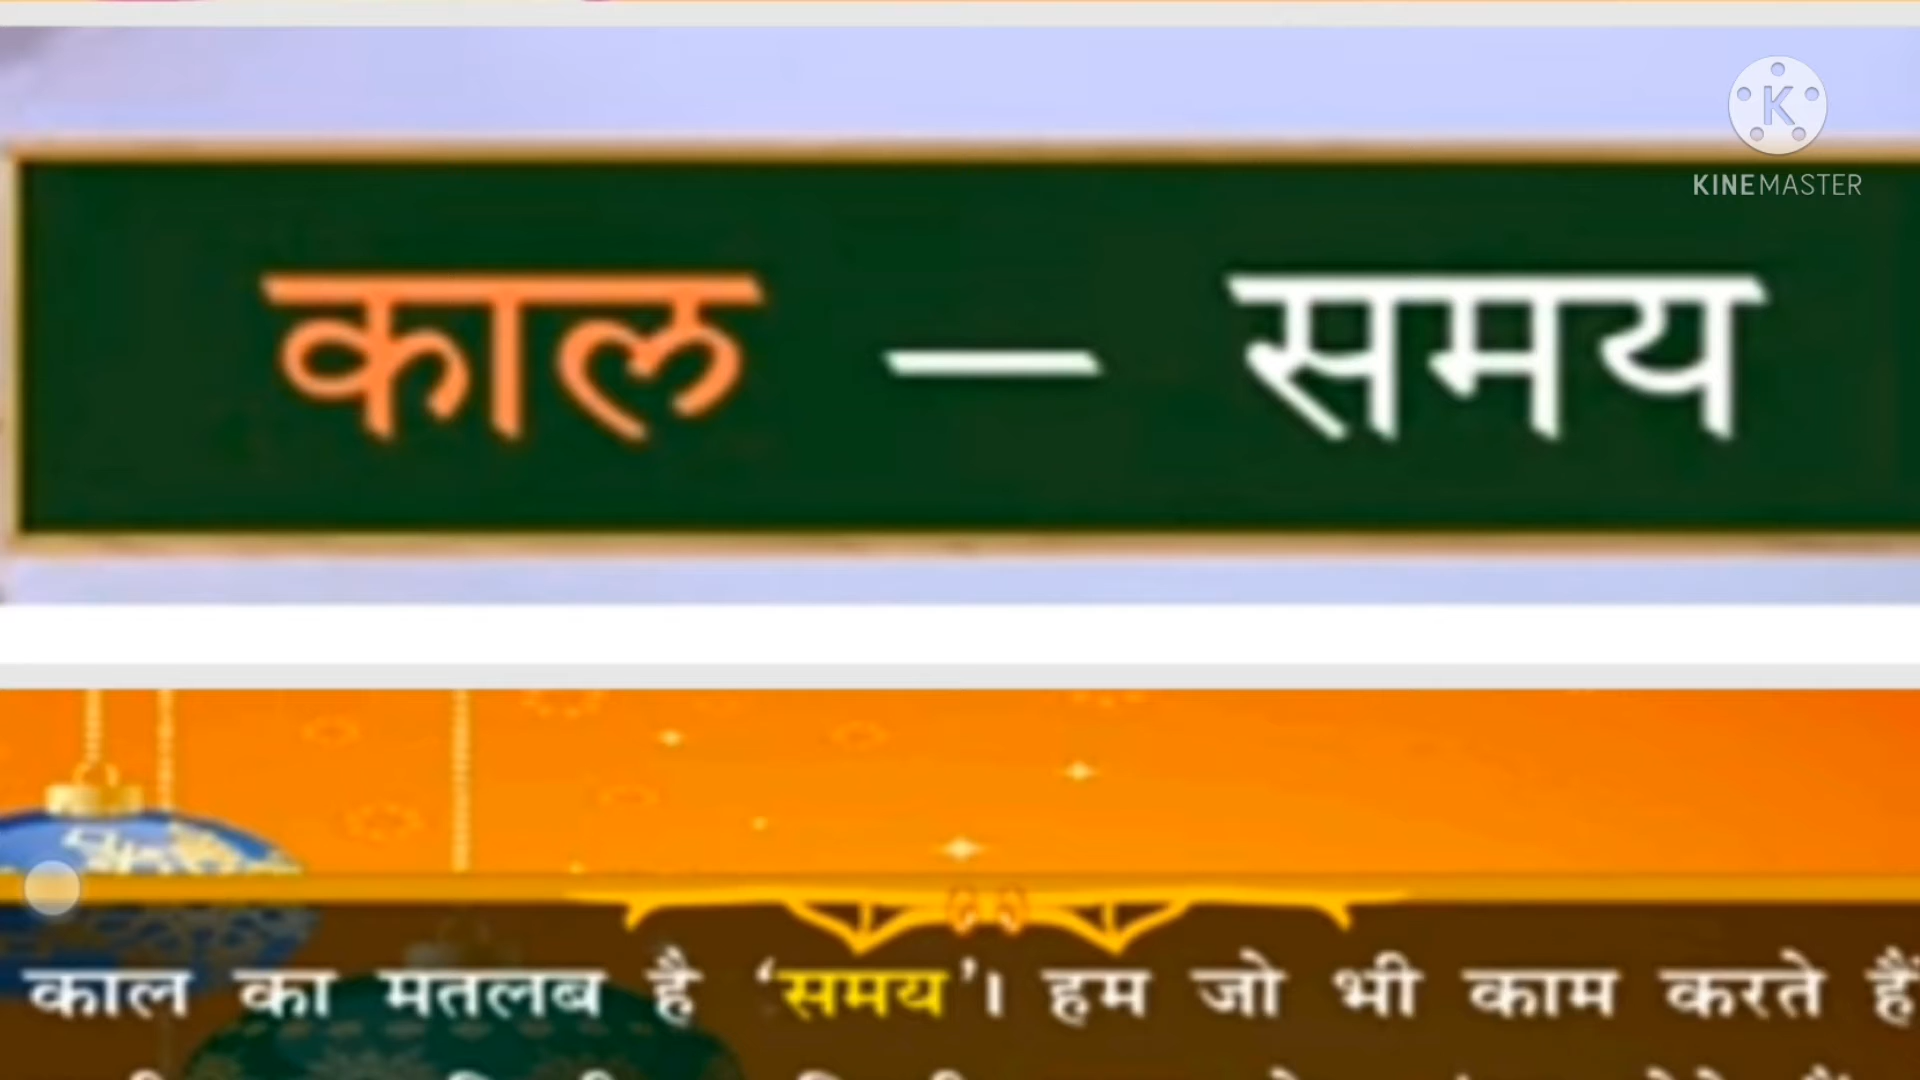 KINEMASTER
काल — समय
काल का मतलब है ‘समय’। हम जो भी काम करते हैं